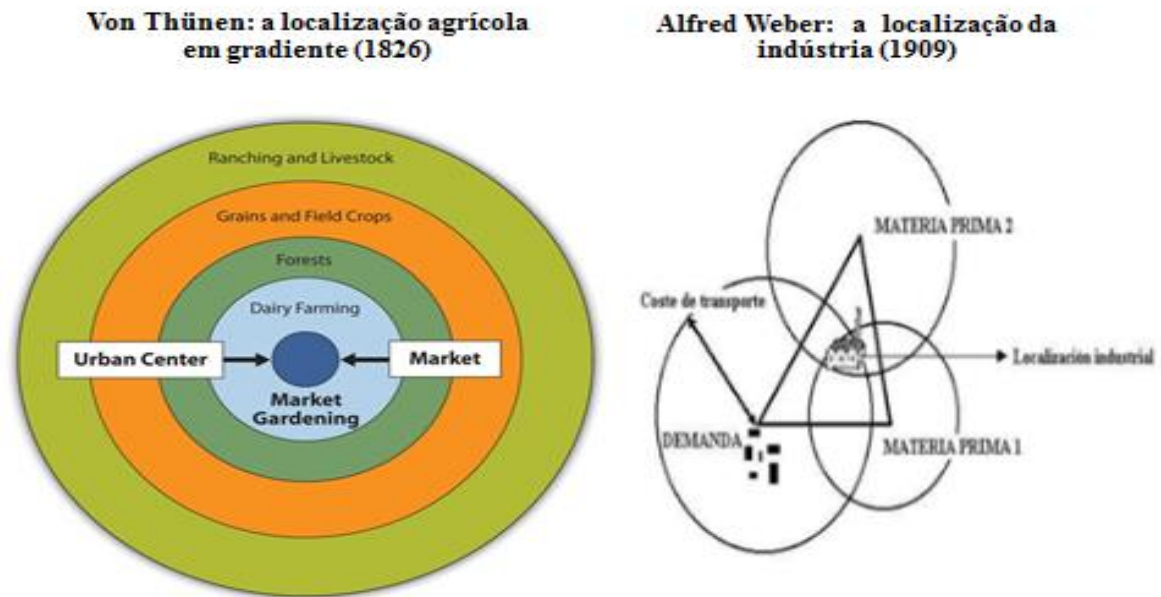 Von Thünen: a localização agrícola
em gradiente (1826)
Alfred Weber: a localização da
indústria (1909)
Ranching and Livestock
Grains and Field Crops
Forests
Dairy Farming
Urban Center
Market
Market
Gardening
MATERIA PRIMA 2
Coste de transporte
Localización industrial
DEMANDA
MATERIA PRIMA 1